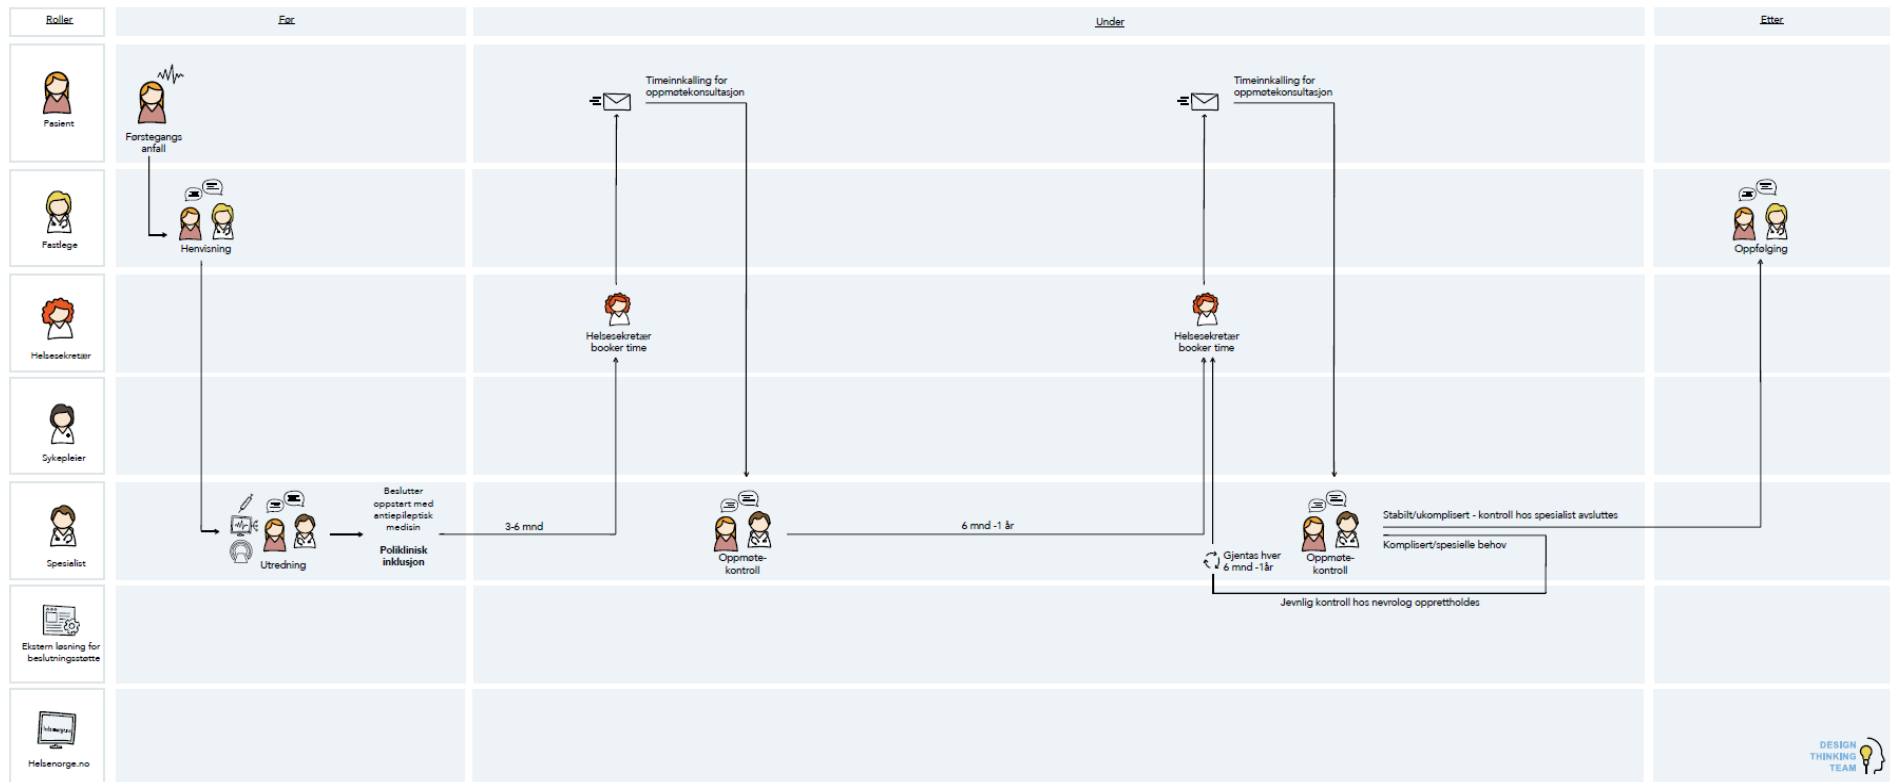 Roller
Før
Under
Etter
Pasient
Førstegangs
anfall
Timeinnkalling for
oppmøtekonsultasjon
Timeinnkalling for
oppmøtekonsultasjon
Fastlege
Henvisning
Oppfølging
Helsesekretær
Helsesekretær
booker time
Helsesekretær
booker time
Sykepleier
Spesialist
Utredning
Beslutter
oppstart med
antiepileptisk
medisin
Poliklinisk
inklusjon
3-6 mnd
Oppmøte-
kontroll
6 mnd -1 år
Gjentas hver
6 mnd -1år
Oppmøte-
kontroll
Stabilt/ukomplisert - kontroll hos spesialist avsluttes
Komplisert/spesielle behov
Jevnlig kontroll hos nevrolog opprettholdes
Ekstern løsning for
beslutningsstøtte
helsenorge.no
Helsenorge.no
DESIGN
THINKING
TEAM